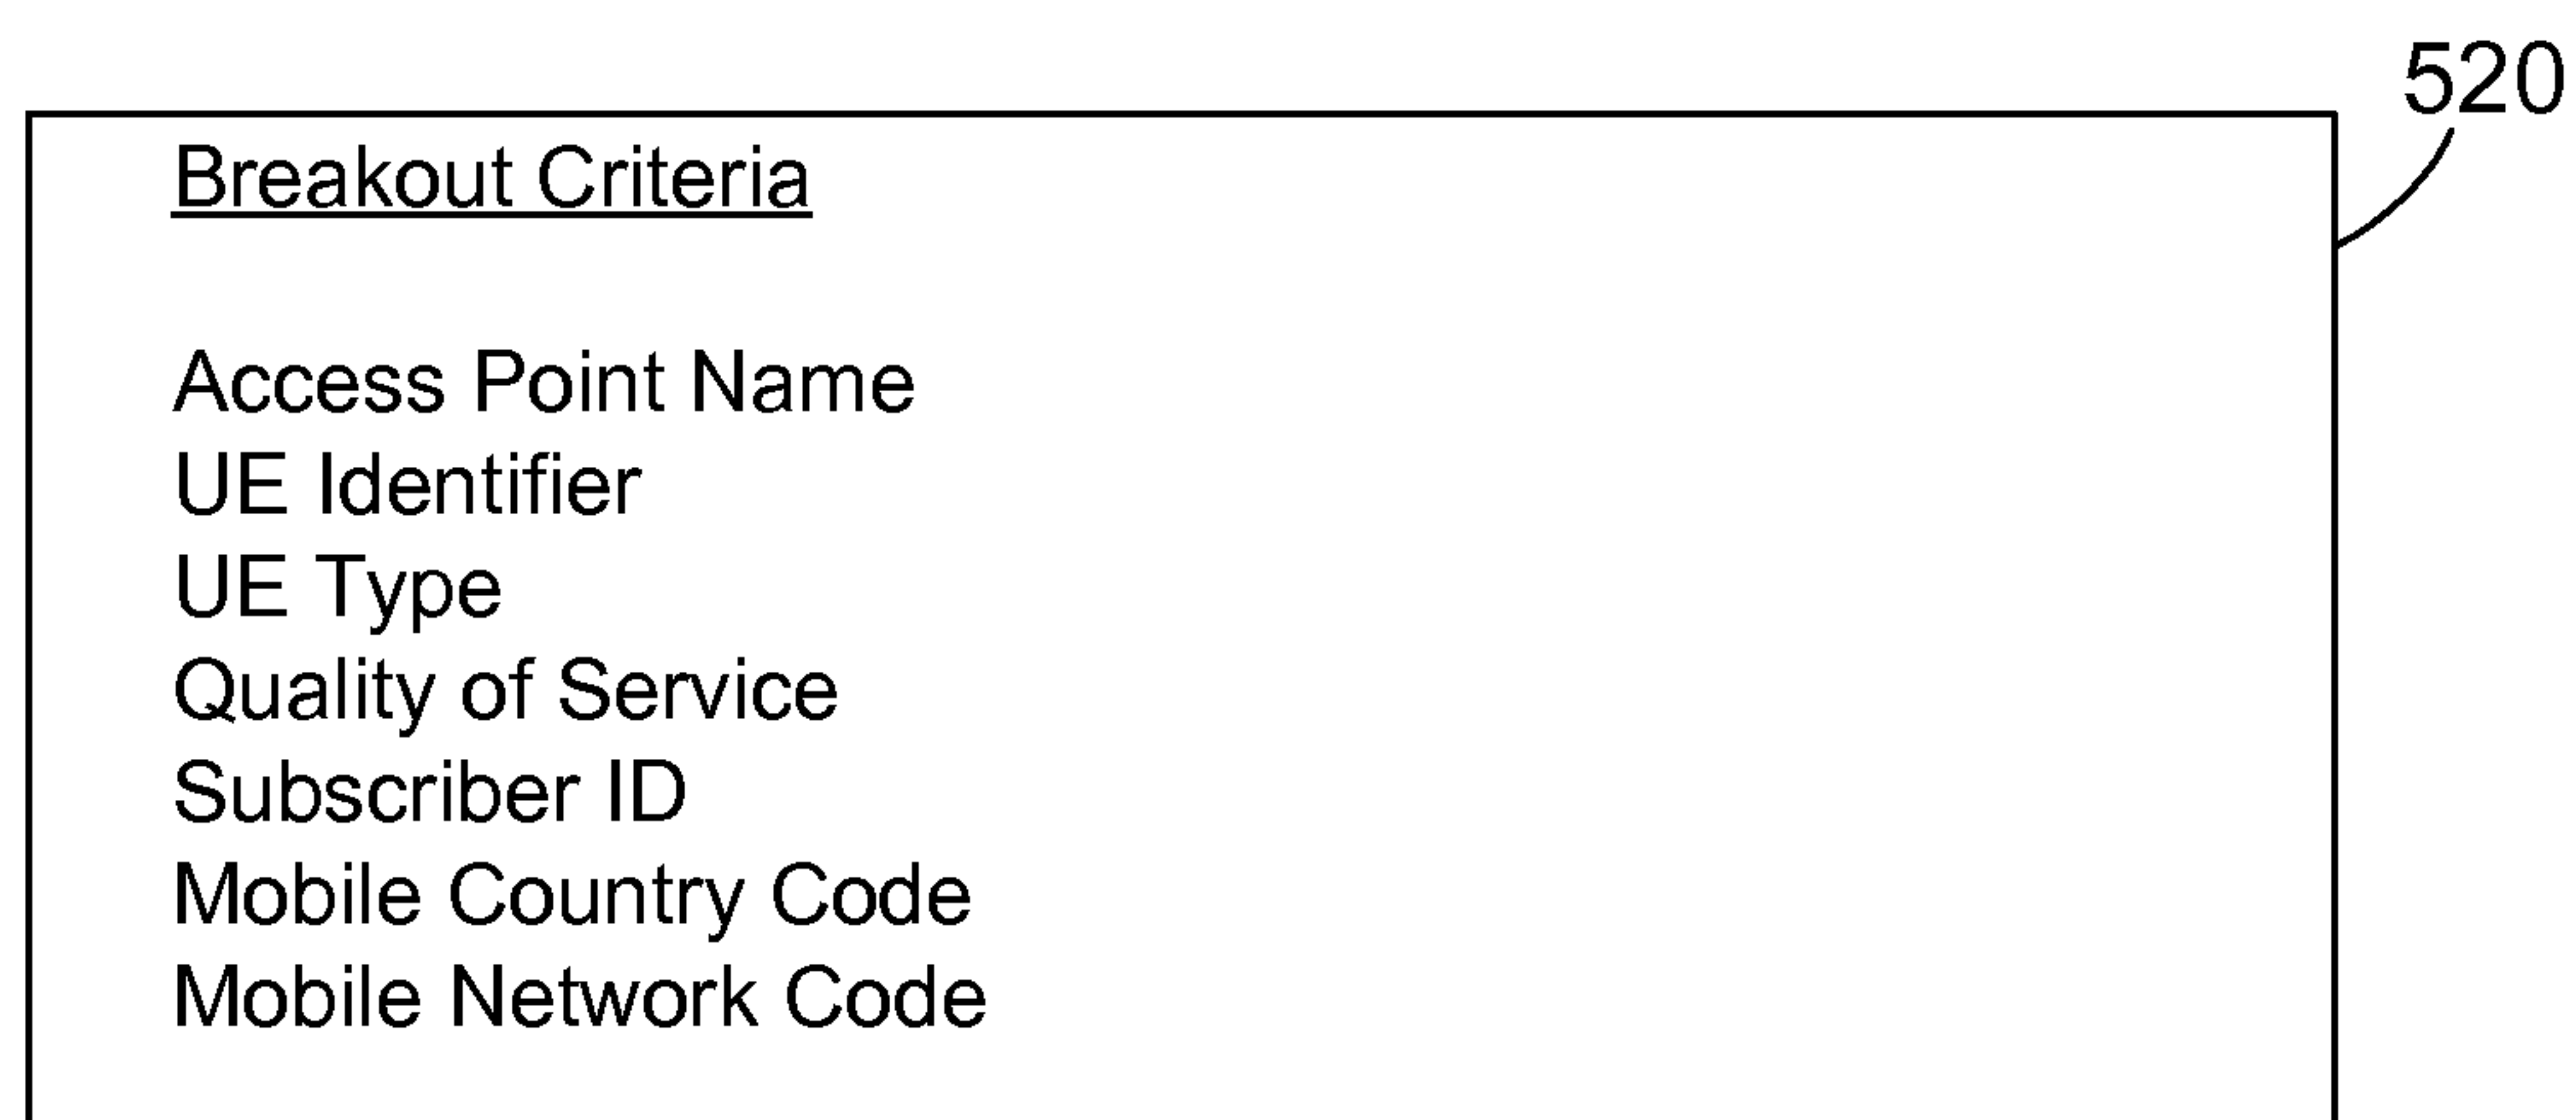 520
Breakout Criteria
Access Point Name
UE Identifier
UE Type
Quality of Service
Subscriber ID
Mobile Country Code
Mobile Network Code